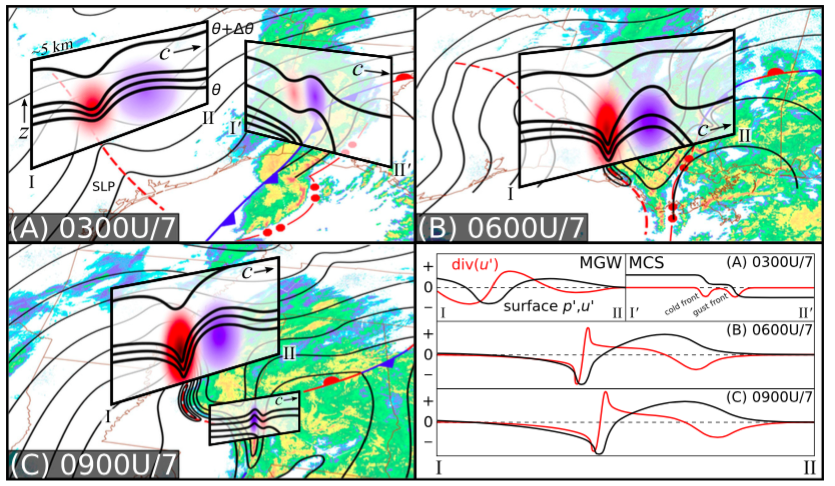 ~5 km
θ+Δθ
c
θ
z
I
II
SLP
I′
c
II′
(A) 0300U/7
c
I
II
(B) 0600U/7
c
I
II
c
(C) 0900U/7
div(u′)
MGW
MCS
(A) 0300U/7
+
0
−
surface p′,u′
cold front
gust front
I
II
I′
II′
(B) 0600U/7
+
0
−
(C) 0900U/7
+
0
−
I
II